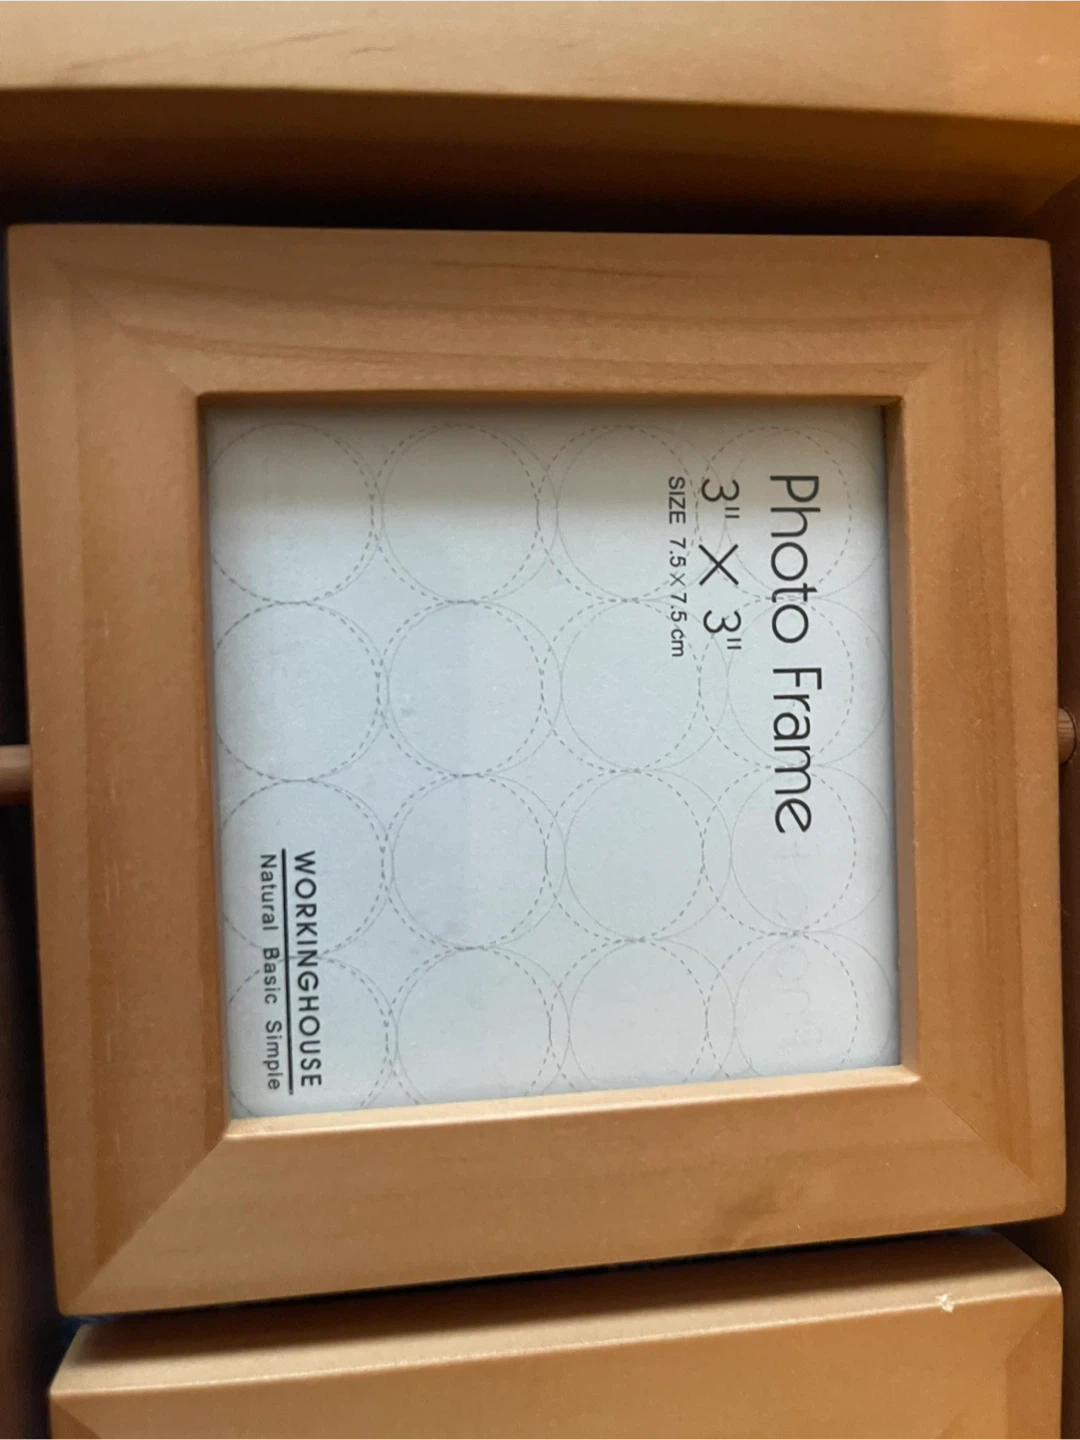 Photo Frame
3" X 3"
SIZE 7.5 x 7.5 cm
WORKINGHOUSE
Natural Basic Simple